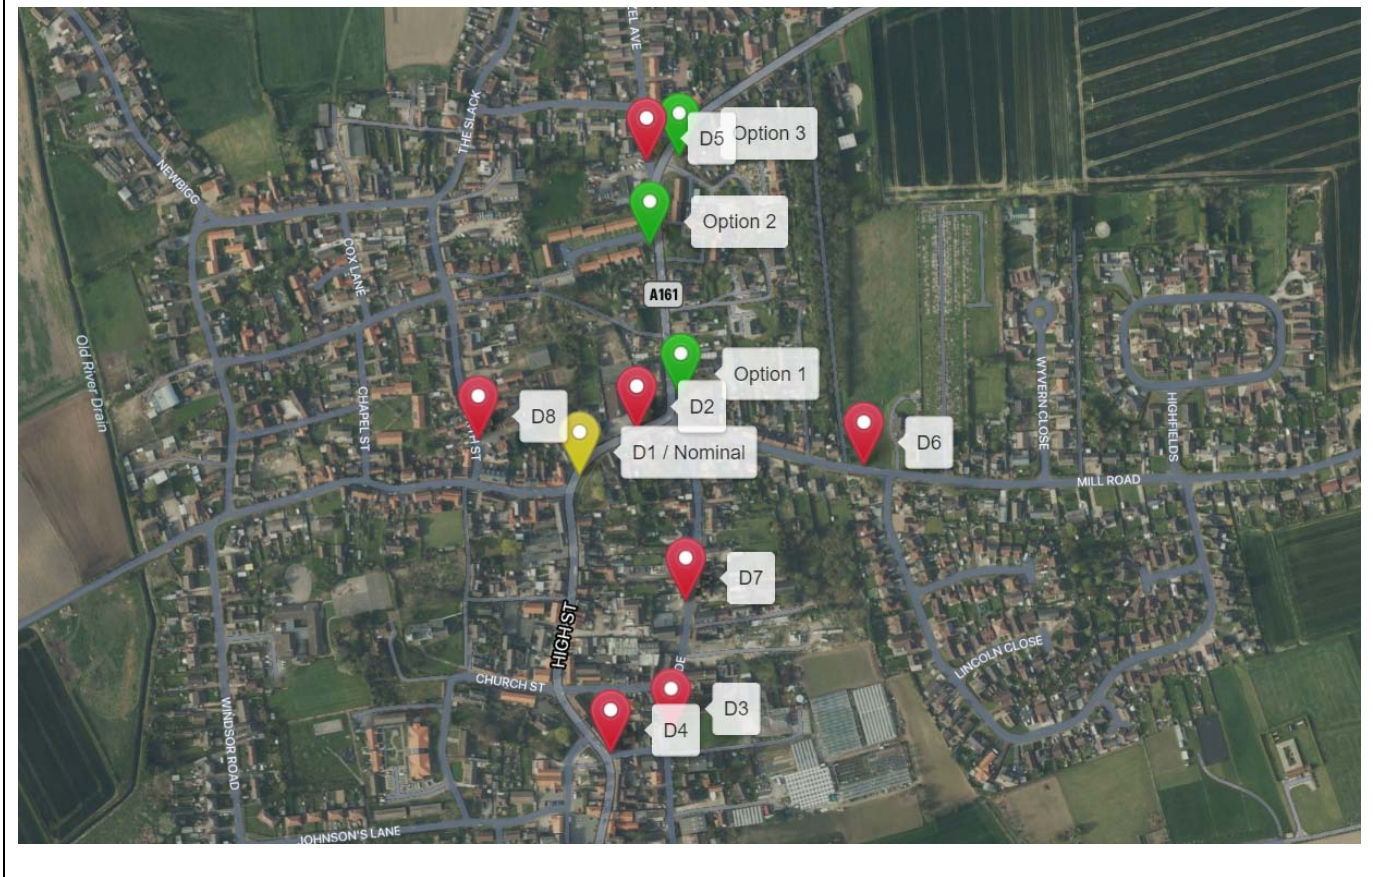 THE SLACK
D5
Option 3
NEWBIGG
Option 2
COX LANE
A161
Old River Drain
Option 1
WYVERN CLOSE
CHAPEL ST
D8
D2
HIGHFIELDS
D1 / Nominal
D6
MILL ROAD
D7
HIGH ST
LINCOLN CLOSE
CHURCH ST
D3
D4
WINDSOR ROAD
JOHNSON'S LANE